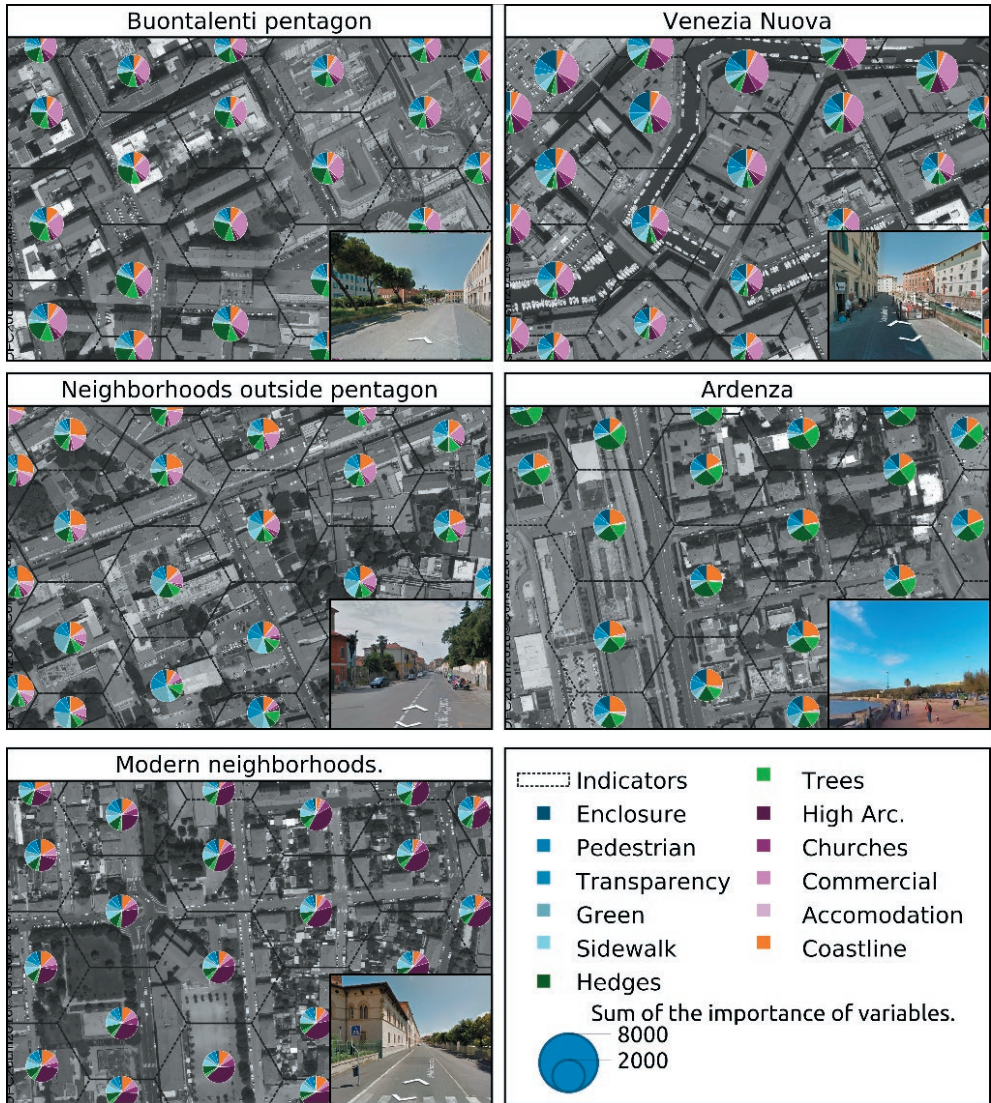 Buontalenti pentagon
Venezia Nuova
Neighborhoods outside pentagon
Ardenza
Modern neighborhoods.
Indicators
Enclosure
Pedestrian
Transparency
Green
Sidewalk
Hedges
Trees
High Arc.
Churches
Commercial
Accomodation
Coastline
Sum of the importance of variables.
8000
2000